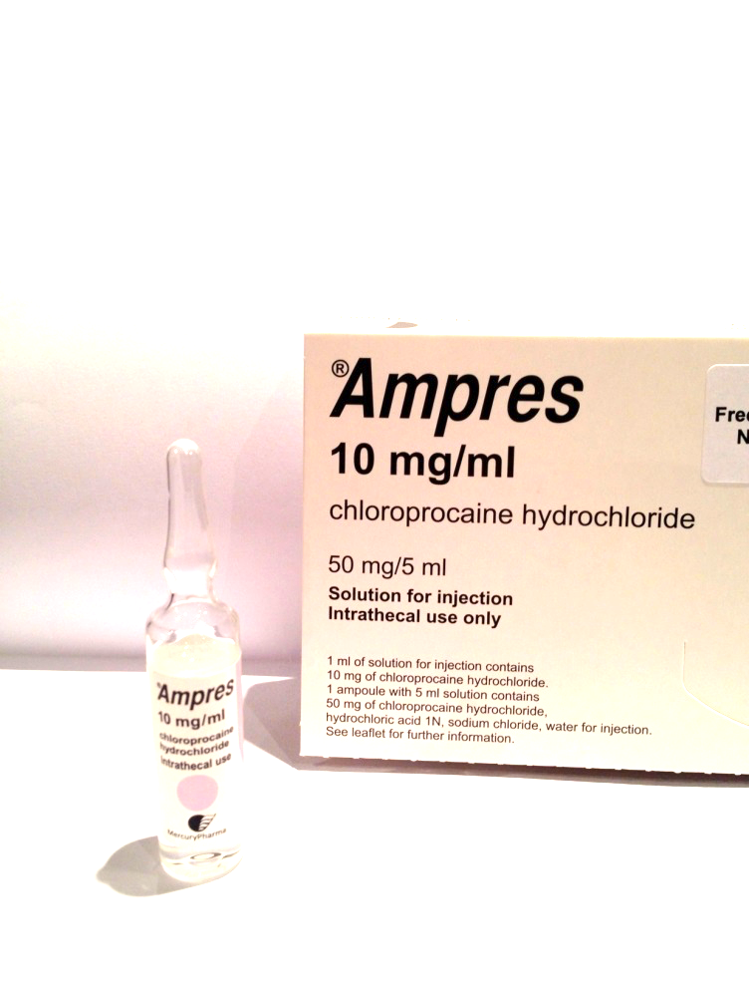 ®Ampres
10 mg/ml
chloroprocaine hydrochloride
50 mg/5 ml
Solution for injection
Intrathecal use only
1 ml of solution for injection contains
10 mg of chloroprocaine hydrochloride.
1 ampoule with 5 ml solution contains
50 mg of chloroprocaine hydrochloride,
hydrochloric acid 1N, sodium chloride, water for injection.
See leaflet for further information.
®Ampres
10 mg/ml
chloroprocaine
hydrochloride
Intrathecal use
MercuryPharma